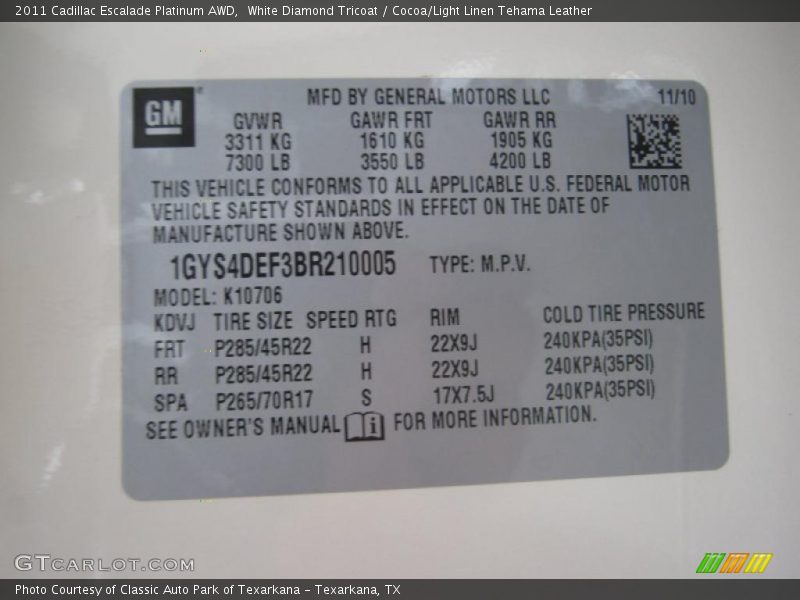 2011 Cadillac Escalade Platinum AWD,  White Diamond Tricoat / Cocoa/Light Linen Tehama Leather
GM
MFD BY GENERAL MOTORS LLC 11/10
GVWR GAWR FRT GAWR RR
3311 KG 1610 KG 1905 KG
7300 LB 3550 LB 4200 LB
THIS VEHICLE CONFORMS TO ALL APPLICABLE U.S. FEDERAL MOTOR
VEHICLE SAFETY STANDARDS IN EFFECT ON THE DATE OF
MANUFACTURE SHOWN ABOVE.
1GYS4DEF3BR210005 TYPE: M.P.V.
MODEL: K10706
KDVJ TIRE SIZE SPEED RTG RIM COLD TIRE PRESSURE
FRT P285/45R22 H 22X9J 240KPA(35PSI)
RR P285/45R22 H 22X9J 240KPA(35PSI)
SPA P265/70R17 S 17X7.5J 240KPA(35PSI)
SEE OWNER'S MANUAL i FOR MORE INFORMATION.
GTCARLOT.COM
Photo Courtesy of Classic Auto Park of Texarkana – Texarkana, TX